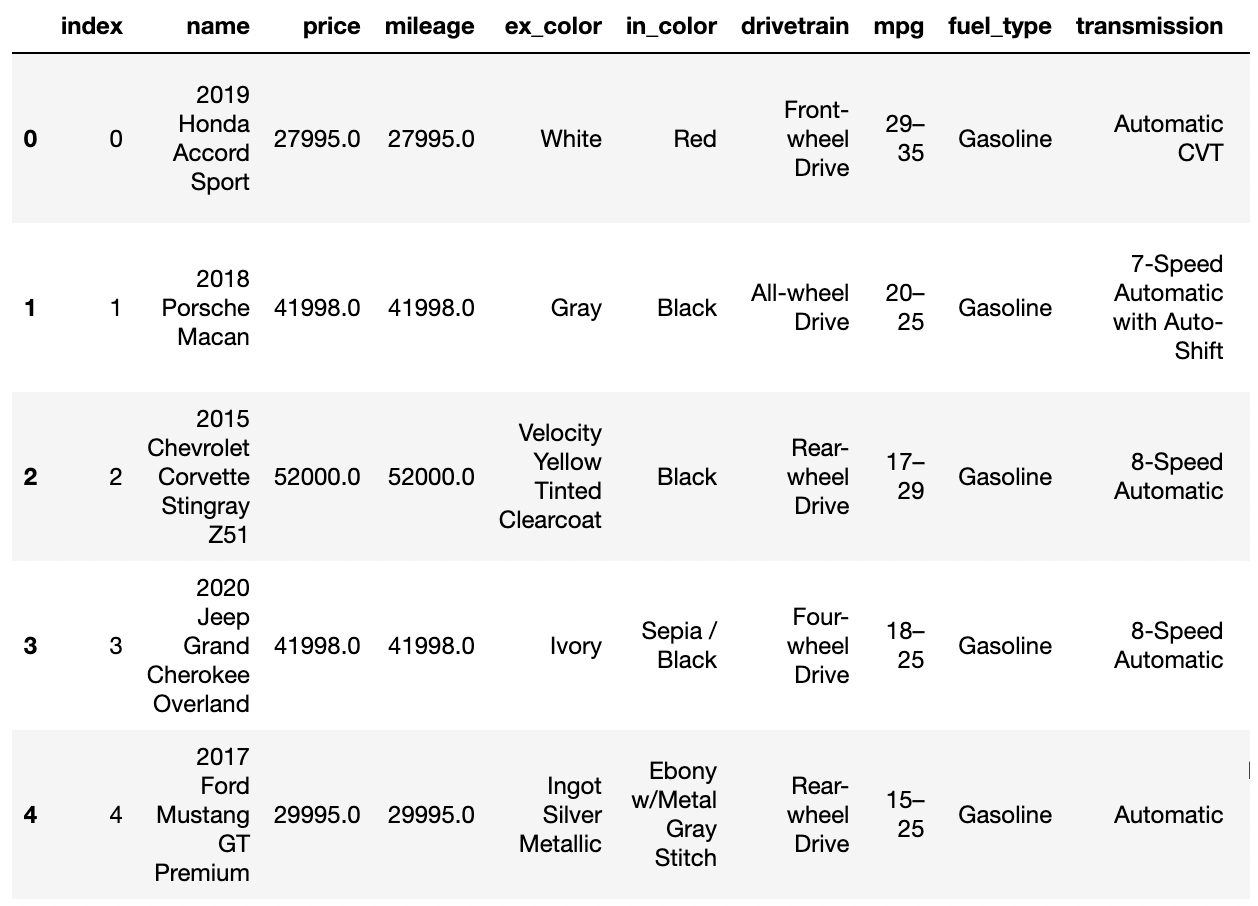 index name price mileage ex_color in_color drivetrain mpg fuel_type transmission
0 0 2019 Honda Accord Sport 27995.0 27995.0 White Red Front-wheel Drive 29–35 Gasoline Automatic CVT
1 1 2018 Porsche Macan 41998.0 41998.0 Gray Black All-wheel Drive 20–25 Gasoline 7-Speed Automatic with Auto-Shift
2 2 2015 Chevrolet Corvette Stingray Z51 52000.0 52000.0 Velocity Yellow Tinted Clearcoat Black Rear-wheel Drive 17–29 Gasoline 8-Speed Automatic
3 3 2020 Jeep Grand Cherokee Overland 41998.0 41998.0 Ivory Sepia / Black Four-wheel Drive 18–25 Gasoline 8-Speed Automatic
4 4 2017 Ford Mustang GT Premium 29995.0 29995.0 Ingot Silver Metallic Ebony w/Metal Gray Stitch Rear-wheel Drive 15–25 Gasoline Automatic